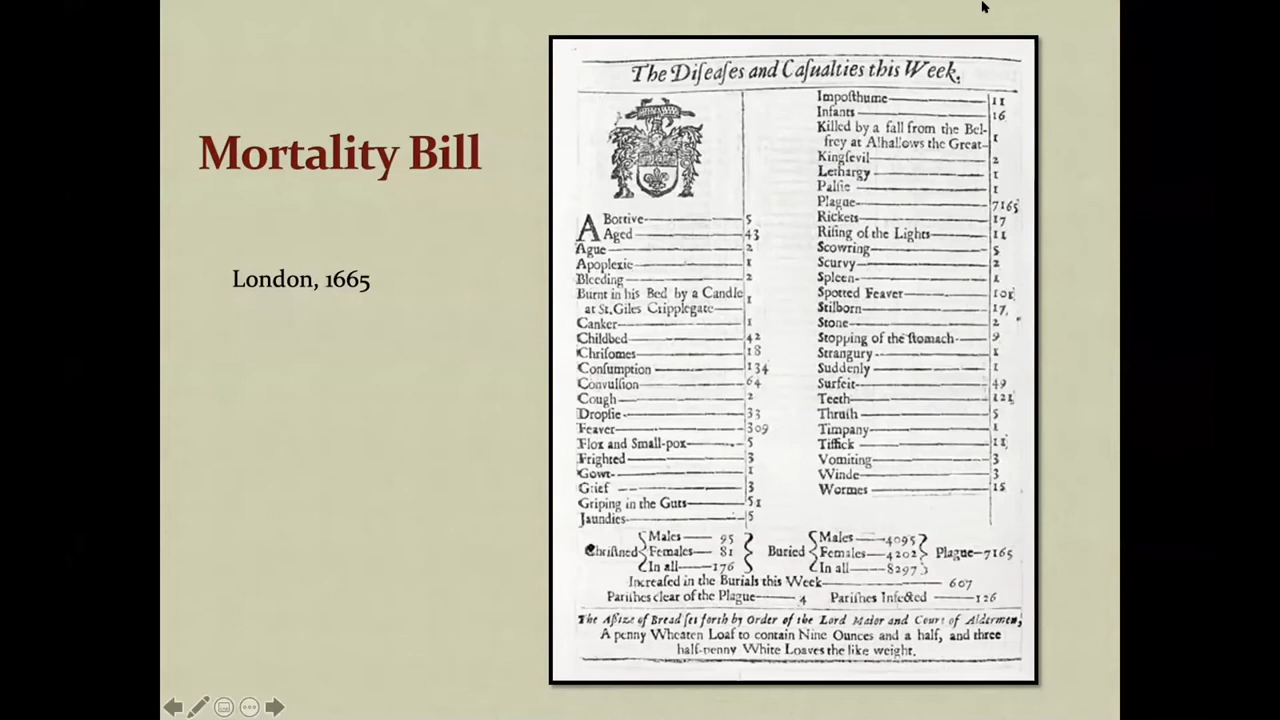 Mortality Bill
London, 1665
The Diſeaſes and Caſualties this Week.
ABortive 5
Aged 43
Ague 2
Apoplexie 1
Bleeding 2
Burnt in his Bed by a Candle
at St. Giles Cripplegate 1
Canker 1
Childbed 42
Chriſomes 18
Conſumption 134
Convulſion 64
Cough 2
Dropſie 33
Feaver 309
Flox and Small-pox 5
Frighted 3
Gowt 1
Grief 3
Griping in the Guts 51
Jaundies 5
Impoſthume 11
Infants 16
Killed by a fall from the Bel-
frey at Alhallows the Great 1
Kingſevil 2
Lethargy 1
Palſie 1
Plague 7165
Rickets 17
Riſing of the Lights 11
Scowring 5
Scurvy 2
Spleen 1
Spotted Feaver 101
Stilborn 17
Stone 2
Stopping of the ſtomach 9
Strangury 1
Suddenly 1
Surfeit 49
Teeth 121
Thruſh 5
Timpany 1
Tiſſick 11
Vomiting 3
Winde 3
Wormes 15
Chriſtned Males 95 Females 81 In all 176
Buried Males 4095 Females 4202 In all 8297 Plague 7165
Increaſed in the Burials this Week 607
Pariſhes clear of the Plague 4 Pariſhes Infected 126
The Aſſize of Bread ſet forth by Order of the Lord Maior and Court of Aldermen,
A penny Wheaten Loaf to contain Nine Ounces and a half, and three
half-penny White Loaves the like weight.